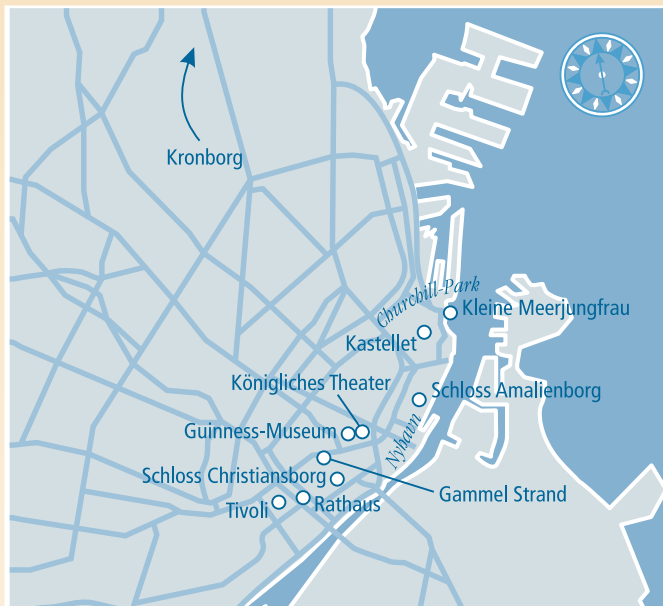 Kronborg
Churchill-Park
Kleine Meerjungfrau
Kastellet
Königliches Theater
Schloss Amalienborg
Guinness-Museum
Nyhavn
Schloss Christiansborg
Gammel Strand
Tivoli
Rathaus